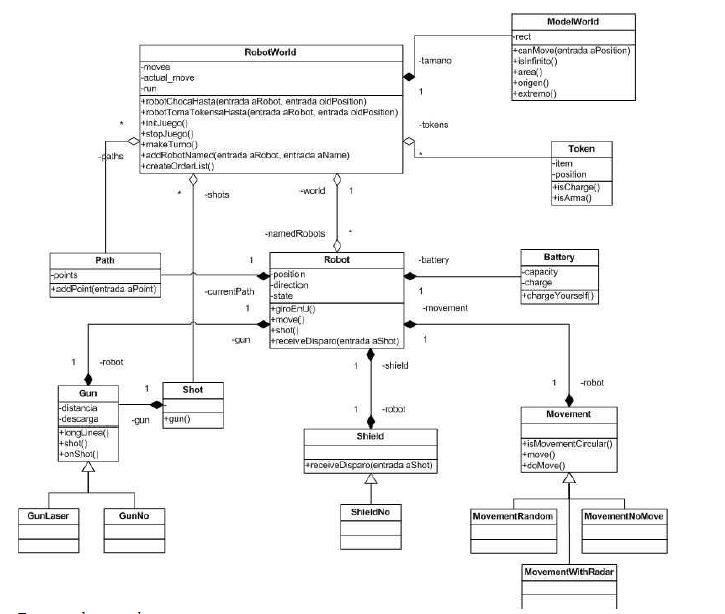 ModelWorld
-rect
+canMove(entrada aPosition)
+isInfinito()
+area()
+origen()
+extremo()
RobotWorld
-moves
-actual_move
-run
+robotChocaHasta(entrada aRobot, entrada oldPosition)
+robotTomaTokensaHasta(entrada aRobot, entrada oldPosition)
+initJuego()
+stopJuego()
+makeTurno()
+addRobotNamed(entrada aRobot, entrada aName)
+createOrderList()
-tamano
1
-tokens
*
Token
-item
-position
+isCharge()
+isArma()
*
-paths
*
-shots
-world
1
-namedRobots
*
Path
-points
+addPoint(entrada aPoint)
1
-currentPath
Robot
-position
-direction
-state
+giroEnU()
+move()
+shot()
+receiveDisparo(entrada aShot)
-battery
1
Battery
-capacity
-charge
+chargeYourself()
1
-gun
-movement
1
1
-robot
Gun
-distancia
-descarga
+longLinea()
+shot()
+onShot()
1
-gun
Shot
+gun()
1
-shield
1
-robot
Shield
+receiveDisparo(entrada aShot)
1
-robot
Movement
+isMovementCircular()
+move()
+doMove()
GunLaser
GunNo
ShieldNo
MovementRandom
MovementNoMove
MovementWithRadar